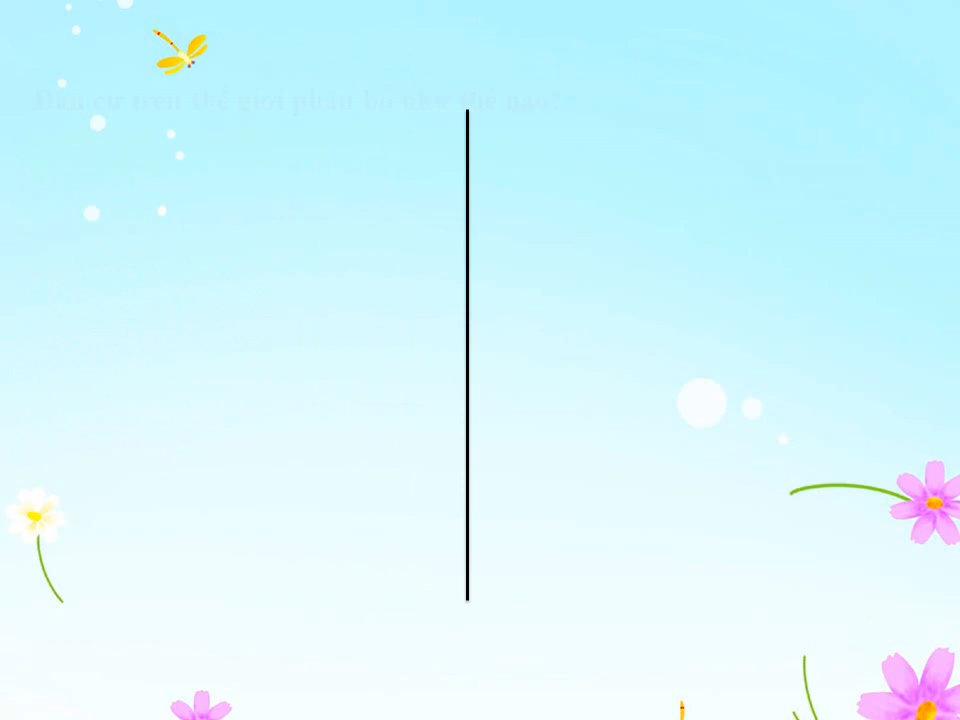 Dân cư trên thế giới phân bố như thế nào?